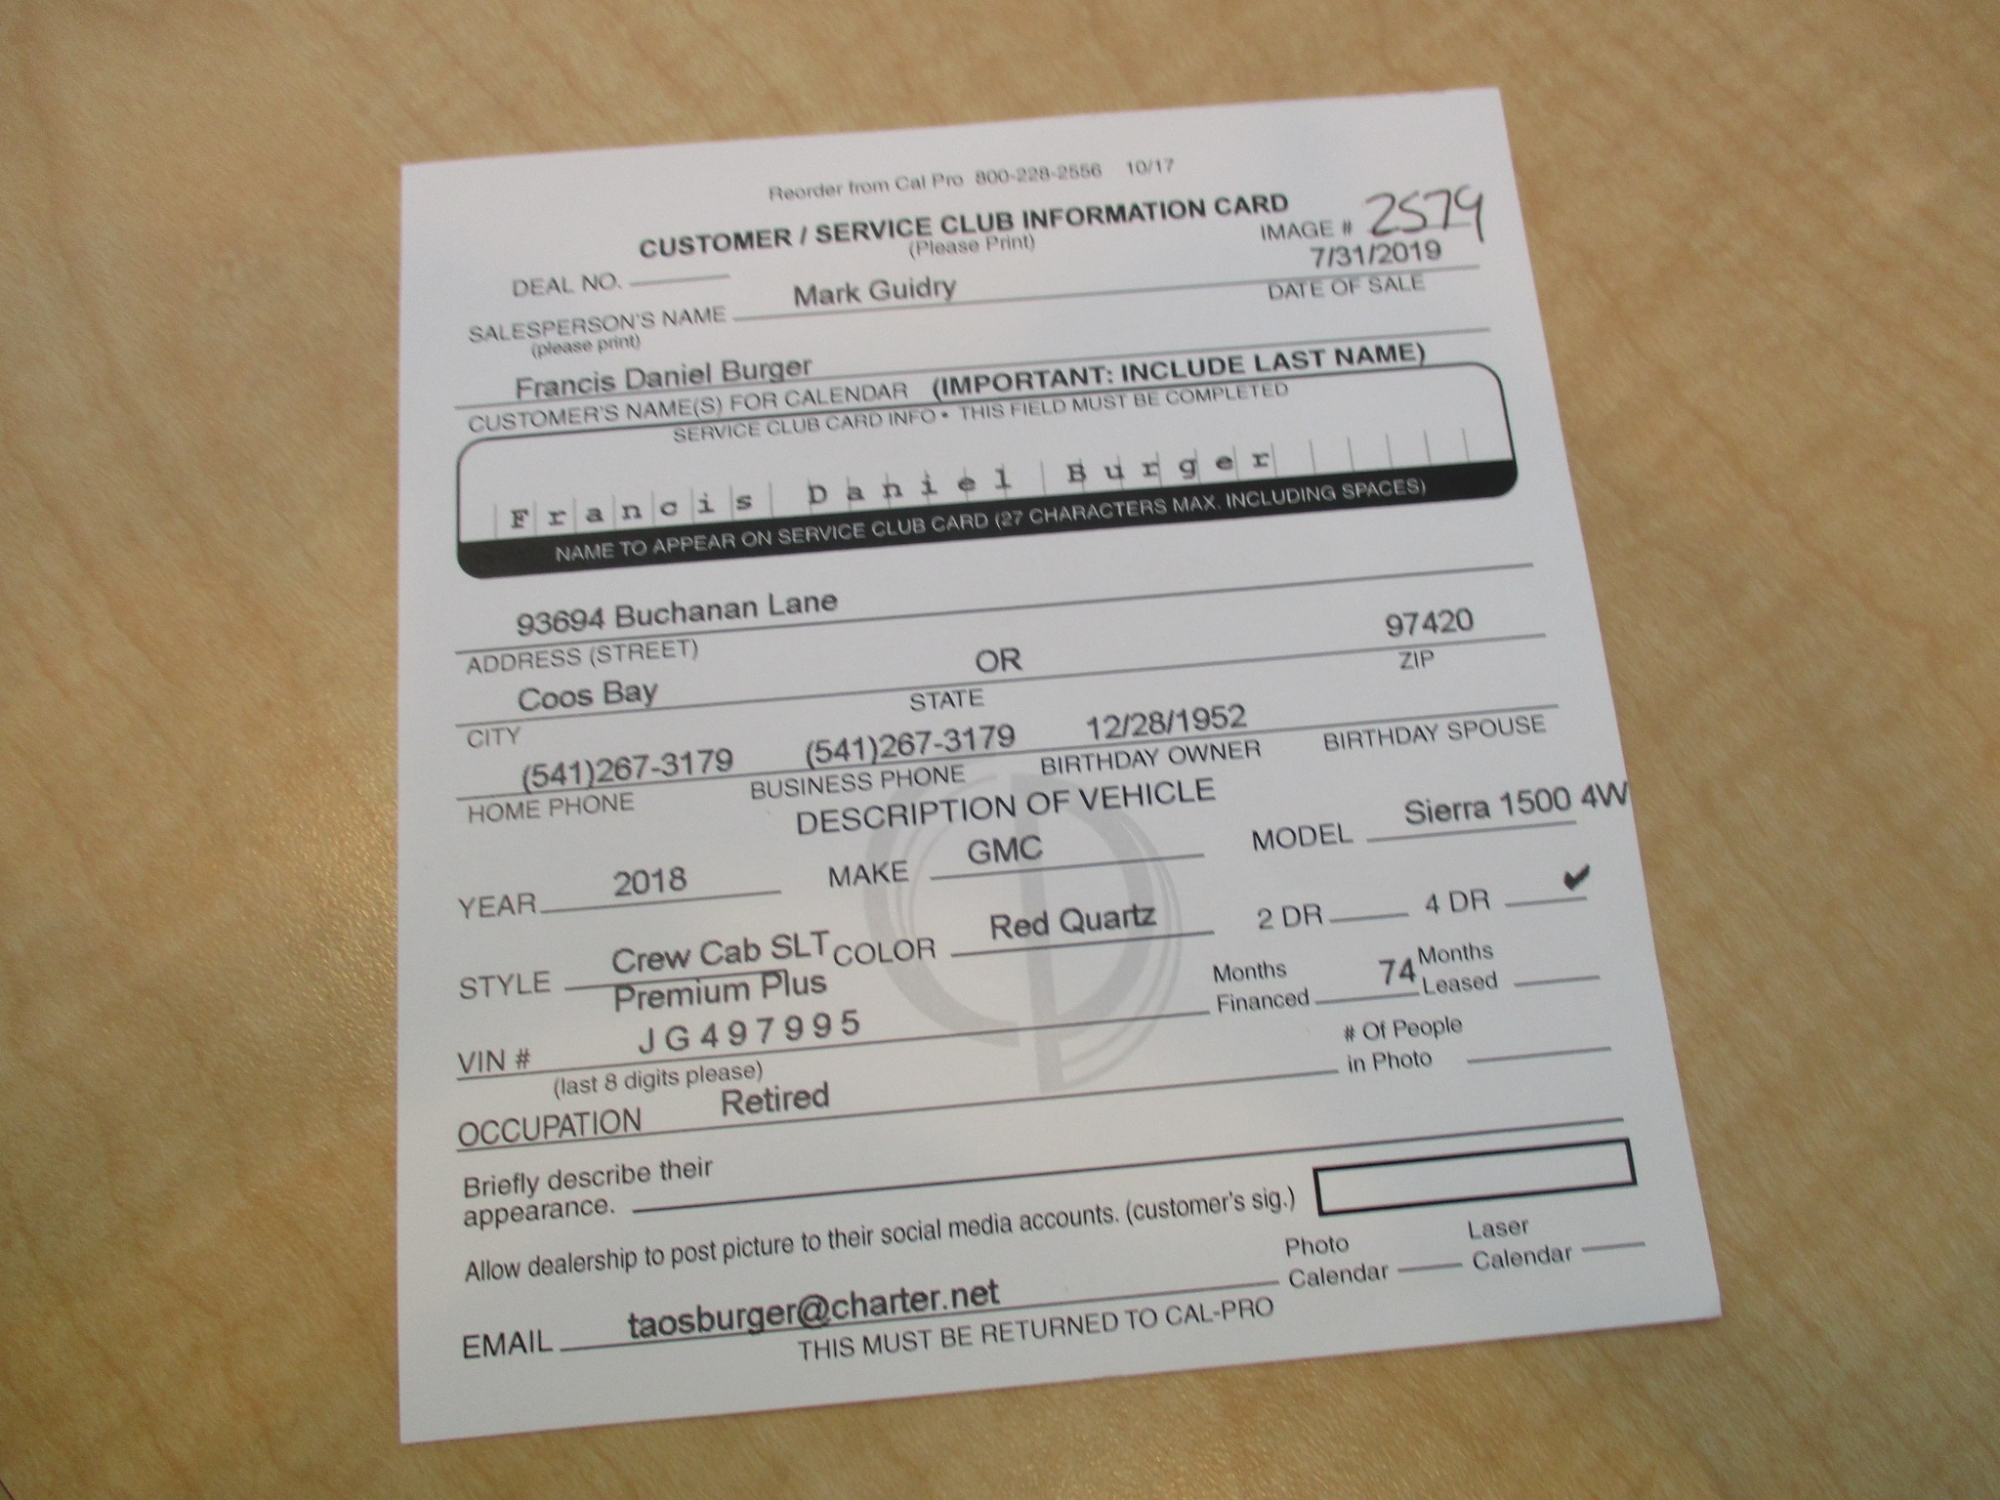 Reorder from Cal Pro 800-228-2556 10/17
CUSTOMER / SERVICE CLUB INFORMATION CARD
(Please Print)
IMAGE # 2579
DEAL NO.
7/31/2019
SALESPERSON'S NAME Mark Guidry
DATE OF SALE
(please print)
Francis Daniel Burger
CUSTOMER'S NAME(S) FOR CALENDAR (IMPORTANT: INCLUDE LAST NAME)
SERVICE CLUB CARD INFO • THIS FIELD MUST BE COMPLETED
Francis Daniel Burger
NAME TO APPEAR ON SERVICE CLUB CARD (27 CHARACTERS MAX. INCLUDING SPACES)
93694 Buchanan Lane
ADDRESS (STREET)
Coos Bay OR 97420
CITY STATE ZIP
(541)267-3179 (541)267-3179 12/28/1952
HOME PHONE BUSINESS PHONE BIRTHDAY OWNER BIRTHDAY SPOUSE
DESCRIPTION OF VEHICLE
YEAR 2018 MAKE GMC MODEL Sierra 1500 4W
STYLE Crew Cab SLT COLOR Red Quartz 2 DR 4 DR ✔
Premium Plus
Months Financed 74 Months Leased
VIN # JG497995
(last 8 digits please)
# Of People in Photo
OCCUPATION Retired
Briefly describe their
appearance.
Allow dealership to post picture to their social media accounts. (customer's sig.)
Photo Calendar Laser Calendar
EMAIL taosburger@charter.net
THIS MUST BE RETURNED TO CAL-PRO